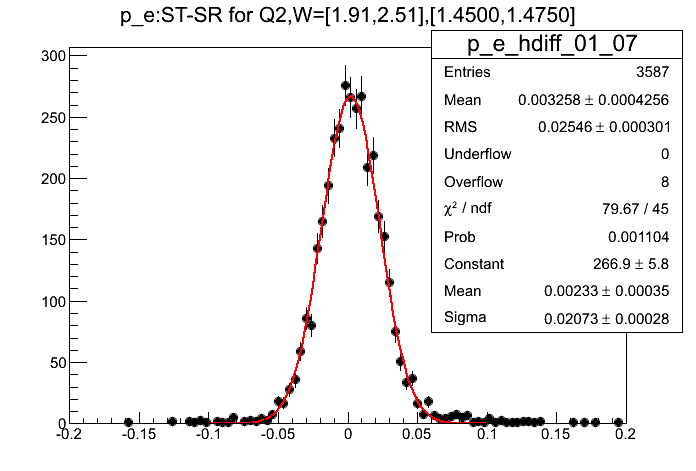 p_e:ST-SR for Q2,W=[1.91,2.51],[1.4500,1.4750]
p_e_hdiff_01_07
Entries 3587
Mean 0.003258 ± 0.0004256
RMS 0.02546 ± 0.000301
Underflow 0
Overflow 8
χ² / ndf 79.67 / 45
Prob 0.001104
Constant 266.9 ± 5.8
Mean 0.00233 ± 0.00035
Sigma 0.02073 ± 0.00028
300
250
200
150
100
50
0
-0.2 -0.15 -0.1 -0.05 0 0.05 0.1 0.15 0.2